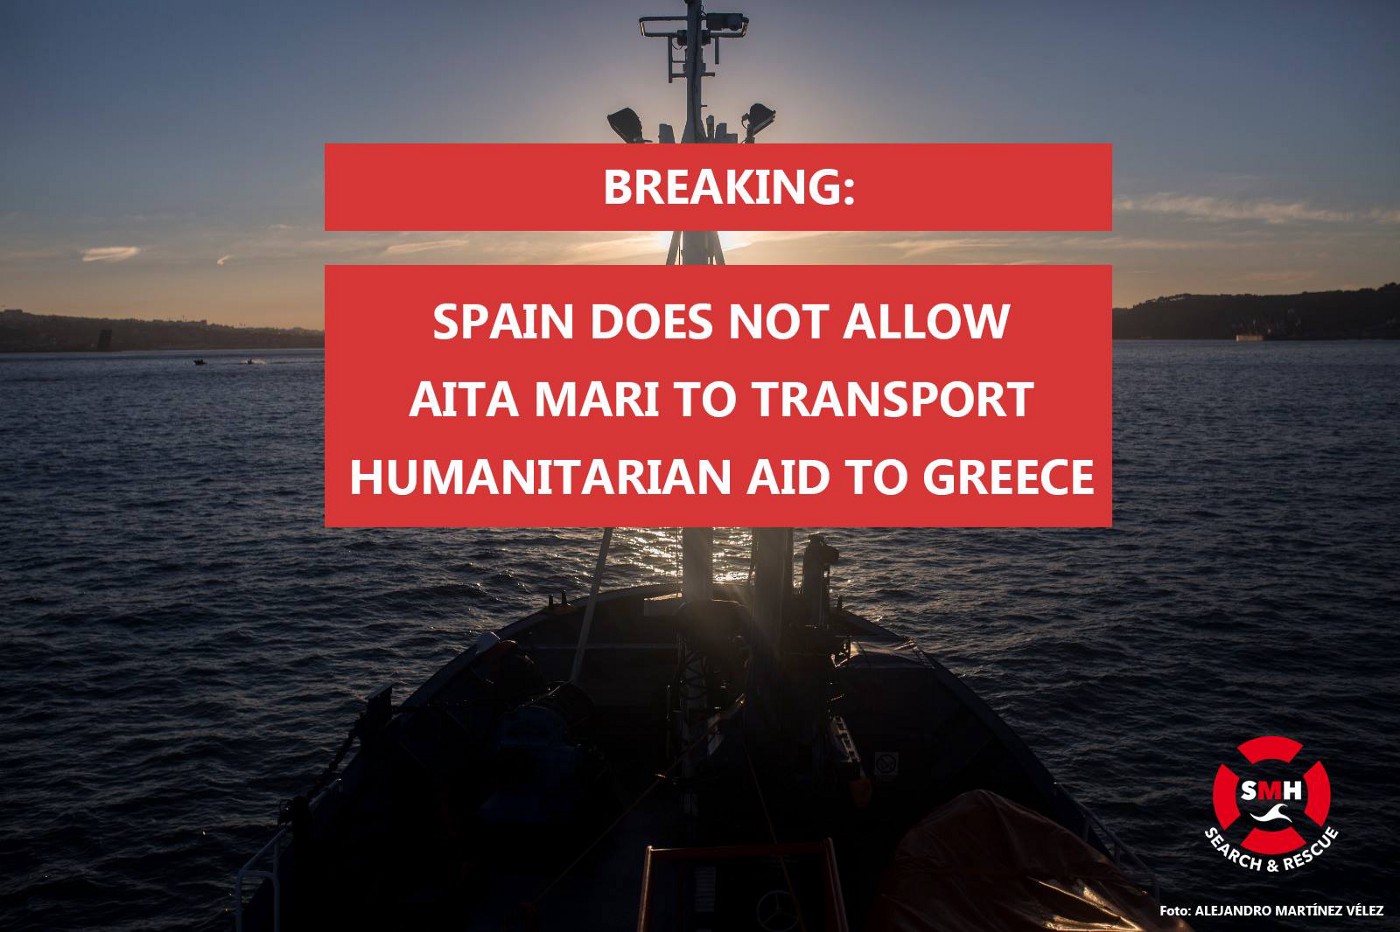 BREAKING:
SPAIN DOES NOT ALLOW
AITA MARI TO TRANSPORT
HUMANITARIAN AID TO GREECE
SMH
SEARCH & RESCUE
Foto: ALEJANDRO MARTÍNEZ VÉLEZ